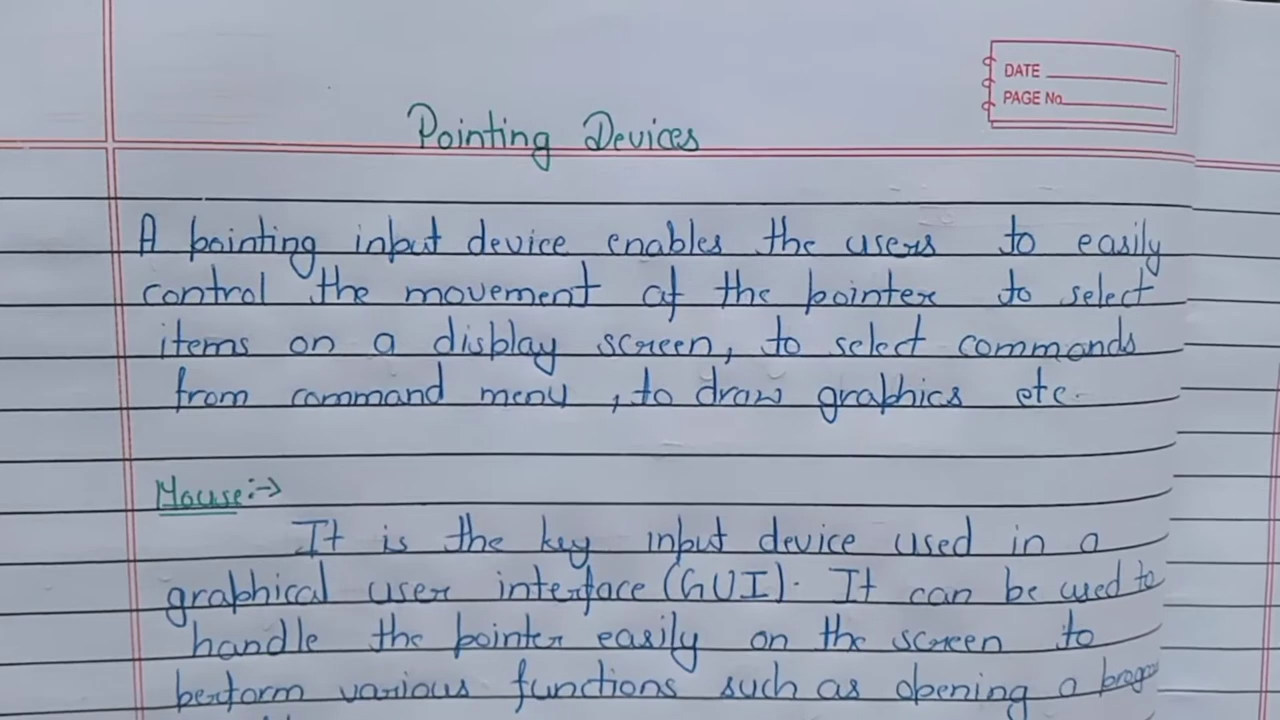 DATE
PAGE No.
Pointing Devices
A pointing input device enables the users to easily
control the movement of the pointer to select
items on a display screen, to select commands
from command menu, to draw graphics etc.
Mouse:→
It is the key input device used in a
graphical user interface (GUI). It can be used to
handle the pointer easily on the screen to
perform various functions such as opening a